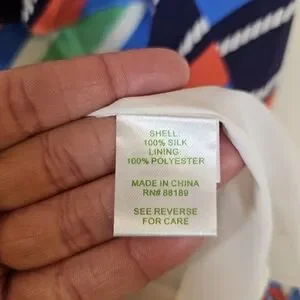 SHELL:
100% SILK
LINING:
100% POLYESTER
MADE IN CHINA
RN# 88189
SEE REVERSE
FOR CARE